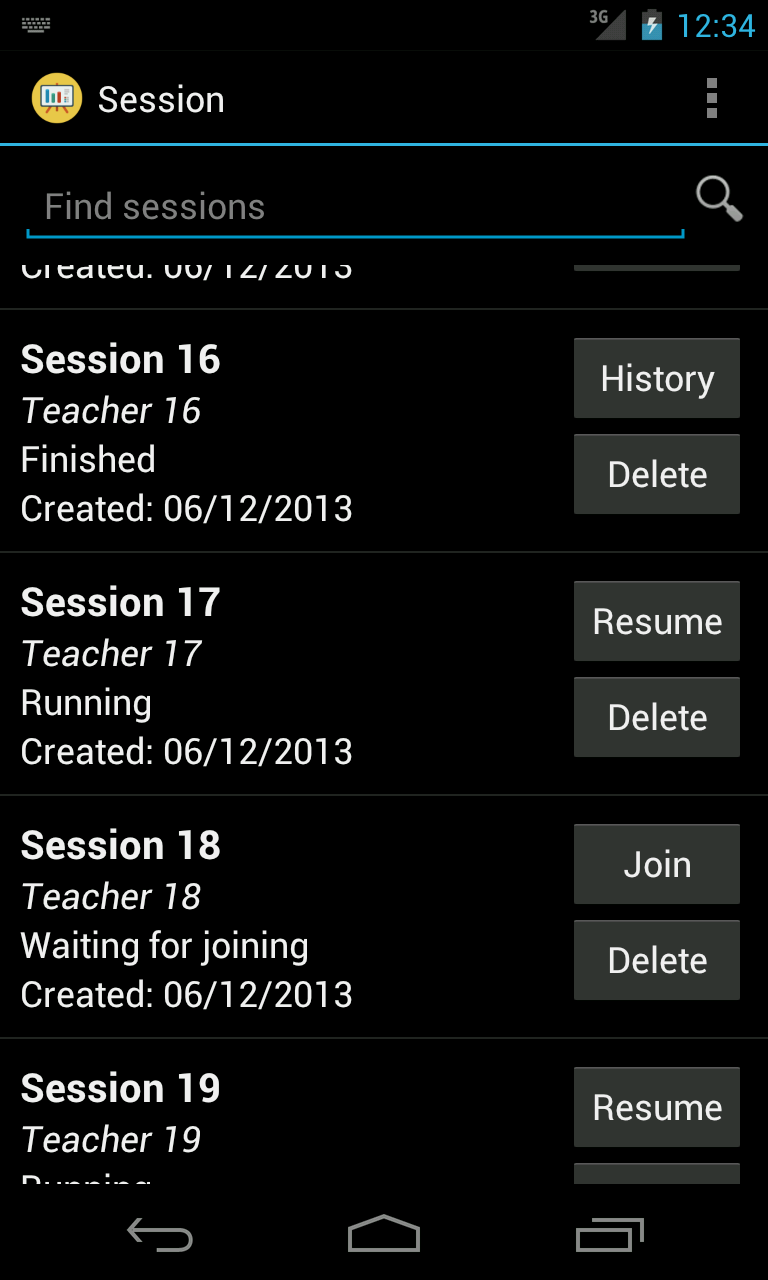 3G 12:34
Session
Find sessions
Created: 06/12/2013
Session 16
History
Teacher 16
Finished
Delete
Created: 06/12/2013
Session 17
Resume
Teacher 17
Running
Delete
Created: 06/12/2013
Session 18
Join
Teacher 18
Waiting for joining
Delete
Created: 06/12/2013
Session 19
Resume
Teacher 19
Running